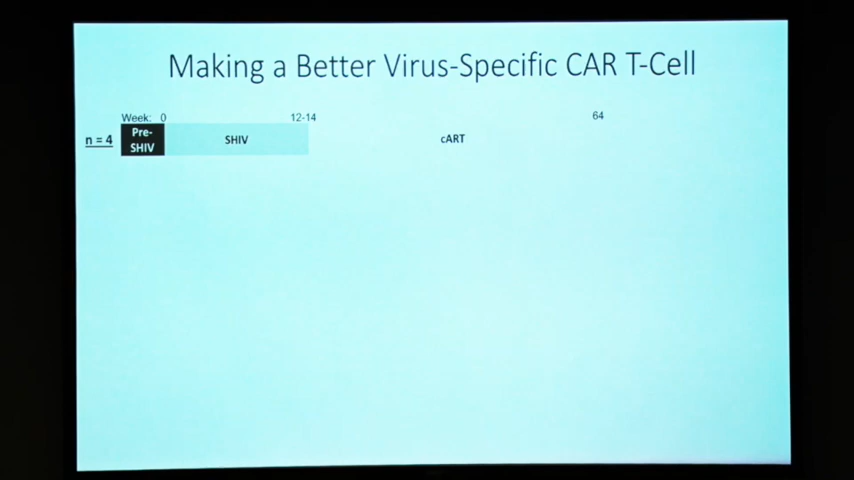 Making a Better Virus-Specific CAR T-Cell
Week: 0 12-14 64
n = 4 Pre-SHIV SHIV cART